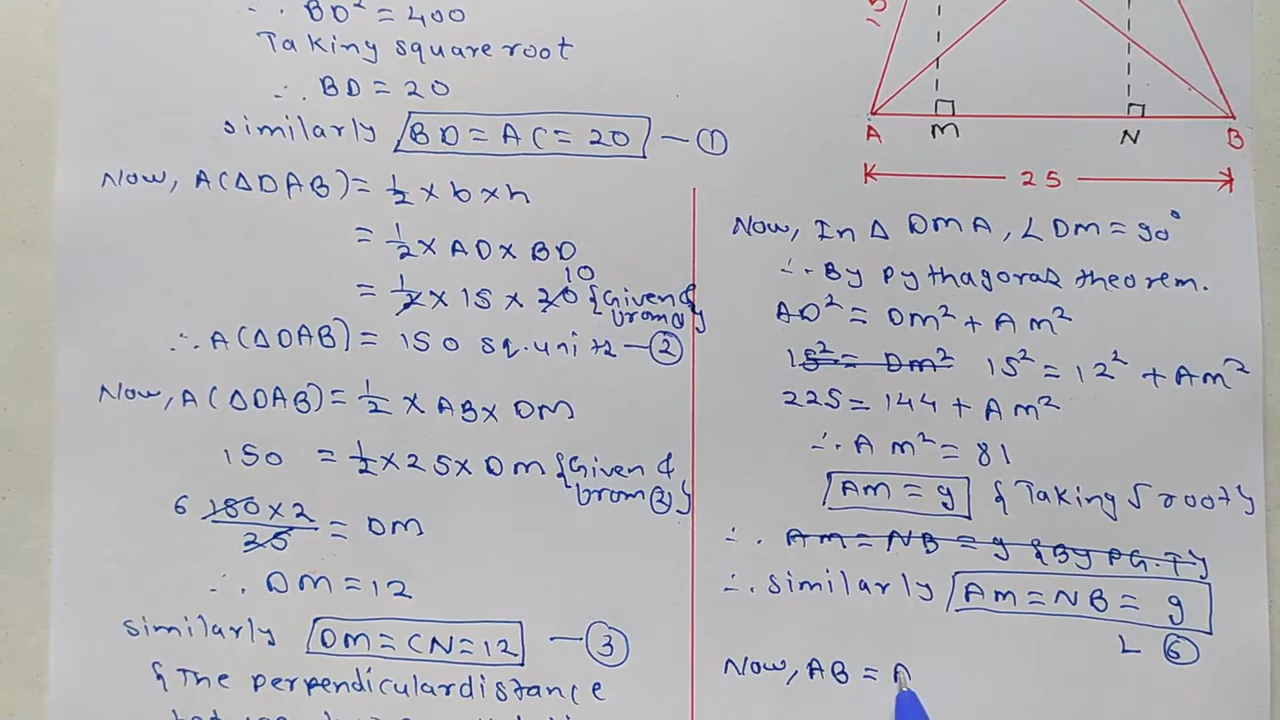 ∴ BD² = 400
Taking square root
∴ BD = 20
similarly BD = AC = 20 — ①
Now, A(ΔDAB) = 1/2 × b × h
= 1/2 × AD × BD
10
= 1/2 × 15 × 20 {Given & from ①}
∴ A(ΔDAB) = 150 sq. units — ②
Now, A(ΔDAB) = 1/2 × AB × DM
150 = 1/2 × 25 × DM {Given & from ②}
6 150 × 2 / 25 = DM
∴ DM = 12
similarly DM = CN = 12 — ③
{The perpendicular distance
15
A M N B
25
Now, In Δ DMA, ∠DM = 90°
∴ By pythagoras theorem.
AD² = DM² + AM²
15² = DM² 15² = 12² + AM²
225 = 144 + AM²
∴ AM² = 81
AM = 9 {Taking √ root}
∴ AM = NB = 9 {By PG.T}
∴ similarly AM = NB = 9
⑥
Now, AB = A